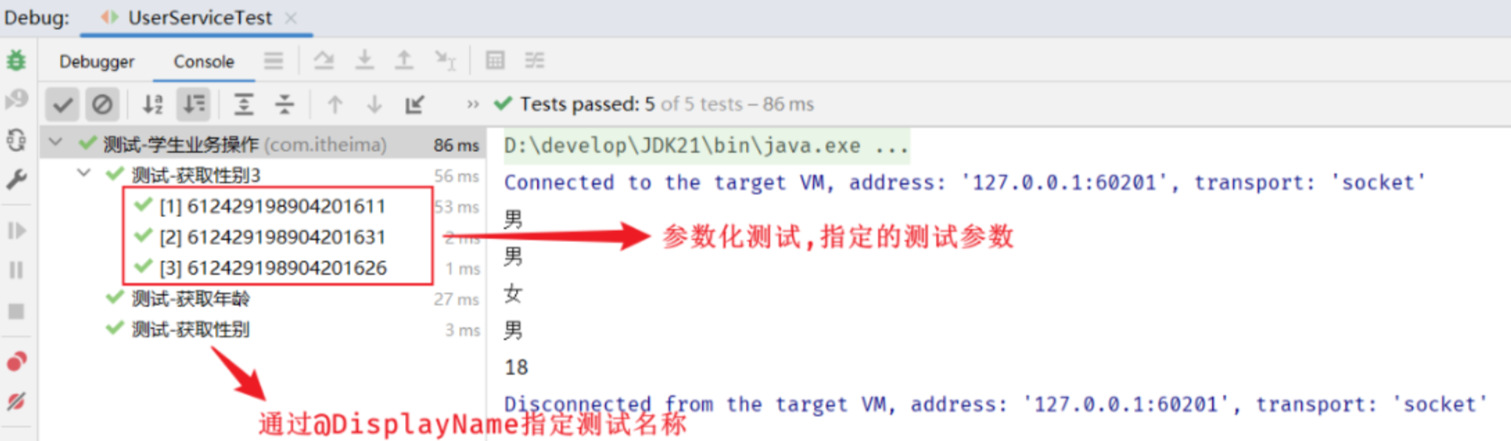 Debug: UserServiceTest
Debugger Console
Tests passed: 5 of 5 tests – 86 ms
测试-学生业务操作 (com.itheima) 86 ms
测试-获取性别3 56 ms
[1] 612429198904201611 53 ms
[2] 612429198904201631 2 ms
[3] 612429198904201626 1 ms
测试-获取年龄 27 ms
测试-获取性别 3 ms
通过@DisplayName指定测试名称
D:\develop\JDK21\bin\java.exe ...
Connected to the target VM, address: '127.0.0.1:60201', transport: 'socket'
男
参数化测试,指定的测试参数
男
女
男
18
Disconnected from the target VM, address: '127.0.0.1:60201', transport: 'socket'